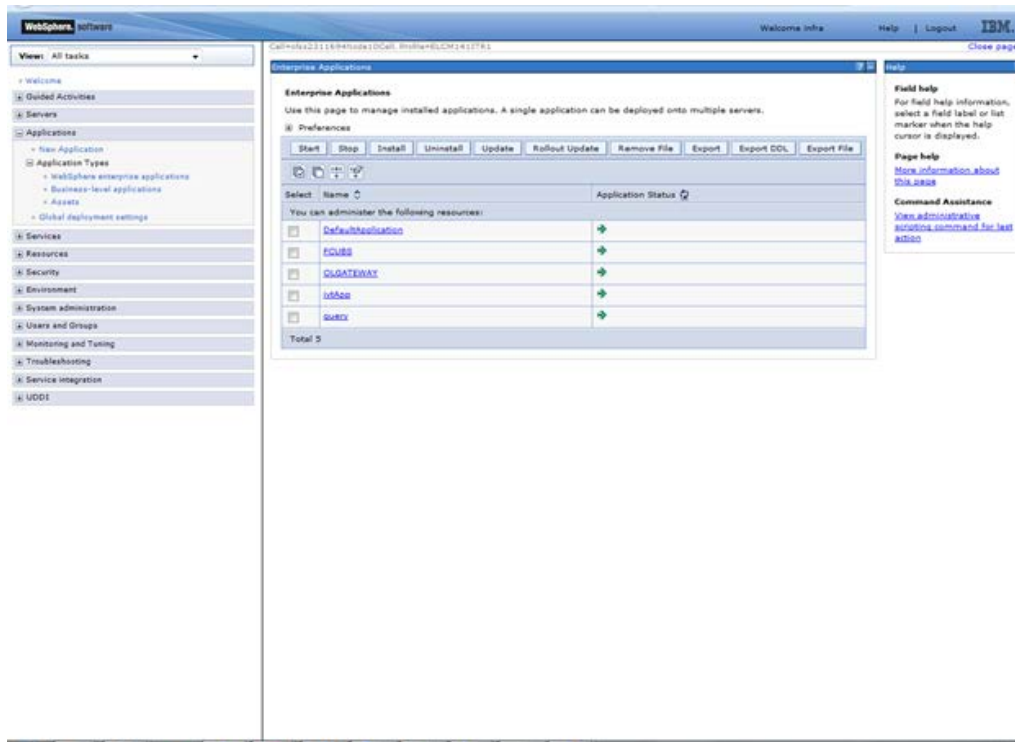 WebSphere. software
Welcome Infra
Help | Logout
IBM.
View: All tasks
Close page
Welcome
Guided Activities
Servers
Applications
New Application
Application Types
WebSphere enterprise applications
Business-level applications
Assets
Global deployment settings
Services
Resources
Security
Environment
System administration
Users and Groups
Monitoring and Tuning
Troubleshooting
Service integration
UDDI
Enterprise Applications
Enterprise Applications
Use this page to manage installed applications. A single application can be deployed onto multiple servers.
Preferences
Start Stop Install Uninstall Update Rollout Update Remove File Export Export DDL Export File
Select Name Application Status
You can administer the following resources:
DefaultApplication
FCUBS
OLGATEWAY
ivtApp
query
Total 5
Help
Field help
For field help information,
select a field label or list
marker when the help
cursor is displayed.
Page help
More information about
this page
Command Assistance
View administrative
scripting command for last
action